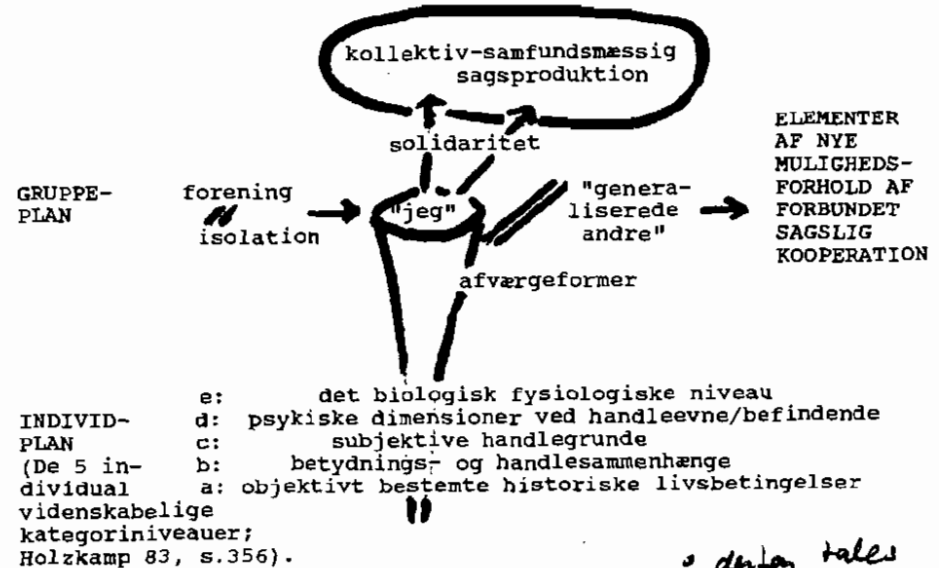 kollektiv-samfundsmæssig
sagsproduktion
solidaritet
GRUPPE-
PLAN
forening
isolation
"jeg"
"genera-
liserede
andre"
ELEMENTER
AF NYE
MULIGHEDS-
FORHOLD AF
FORBUNDET
SAGSLIG
KOOPERATION
afværgeformer
e: det biologisk fysiologiske niveau
INDIVID- d: psykiske dimensioner ved handleevne/befindende
PLAN c: subjektive handlegrunde
(De 5 in- b: betydnings- og handlesammenhænge
dividual a: objektivt bestemte historiske livsbetingelser
videnskabelige
kategoriniveauer;
Holzkamp 83, s.356).
tales